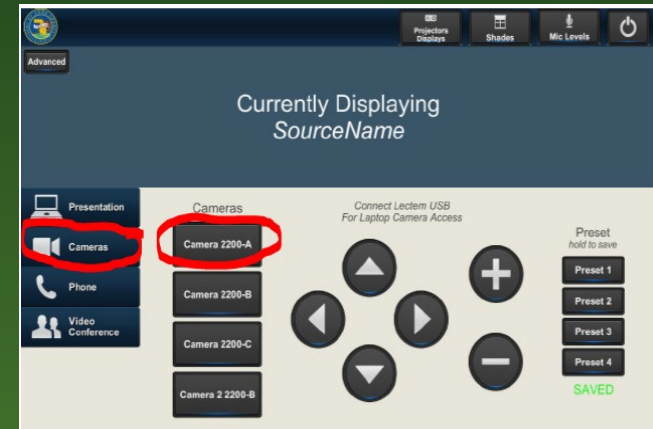 Projectors
Displays
Shades
Mic Levels
Advanced
Currently Displaying
SourceName
Presentation
Cameras
Phone
Video
Conference
Cameras
Camera 2200-A
Camera 2200-B
Camera 2200-C
Camera 2 2200-B
Connect Lectern USB
For Laptop Camera Access
Preset
hold to save
Preset 1
Preset 2
Preset 3
Preset 4
SAVED